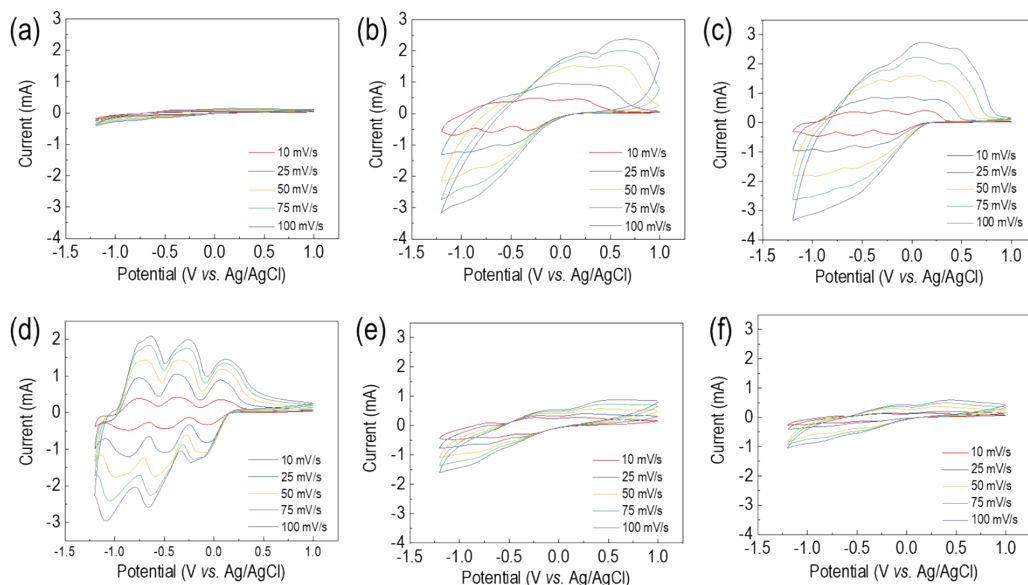 (a)
3
2
1
0
-1
-2
-3
-4
Current (mA)
10 mV/s
25 mV/s
50 mV/s
75 mV/s
100 mV/s
-1.5 -1.0 -0.5 0.0 0.5 1.0
Potential (V vs. Ag/AgCl)
(b)
3
2
1
0
-1
-2
-3
-4
Current (mA)
10 mV/s
25 mV/s
50 mV/s
75 mV/s
100 mV/s
-1.5 -1.0 -0.5 0.0 0.5 1.0
Potential (V vs. Ag/AgCl)
(c)
3
2
1
0
-1
-2
-3
-4
Current (mA)
10 mV/s
25 mV/s
50 mV/s
75 mV/s
100 mV/s
-1.5 -1.0 -0.5 0.0 0.5 1.0
Potential (V vs. Ag/AgCl)
(d)
2
1
0
-1
-2
-3
Current (mA)
10 mV/s
25 mV/s
50 mV/s
75 mV/s
100 mV/s
-1.5 -1.0 -0.5 0.0 0.5 1.0
Potential (V vs. Ag/AgCl)
(e)
3
2
1
0
-1
-2
-3
-4
Current (mA)
10 mV/s
25 mV/s
50 mV/s
75 mV/s
100 mV/s
-1.5 -1.0 -0.5 0.0 0.5 1.0
Potential (V vs. Ag/AgCl)
(f)
3
2
1
0
-1
-2
-3
-4
Current (mA)
10 mV/s
25 mV/s
50 mV/s
75 mV/s
100 mV/s
-1.5 -1.0 -0.5 0.0 0.5 1.0
Potential (V vs. Ag/AgCl)